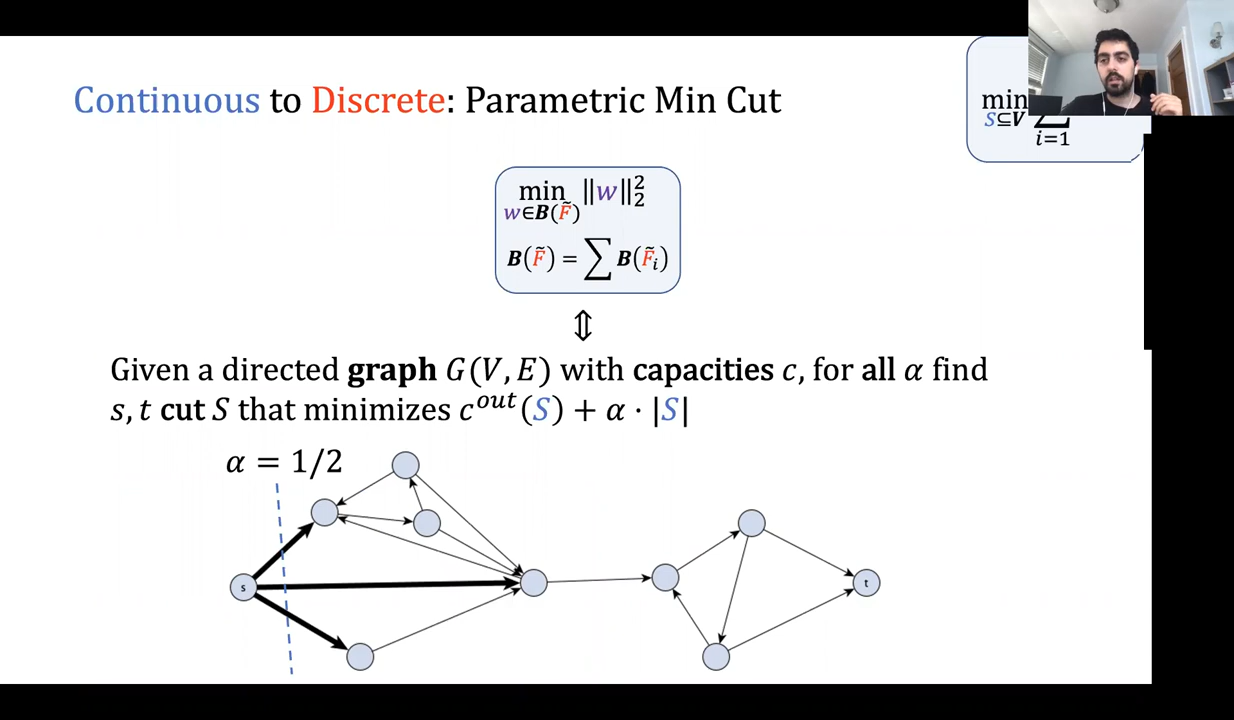 Continuous to Discrete: Parametric Min Cut
min
S⊆V
i=1
min ‖w‖₂²
w∈B(F̃)
B(F̃) = ∑ B(F̃ᵢ)
⇕
Given a directed graph G(V, E) with capacities c, for all α find
s, t cut S that minimizes cᵒᵘᵗ(S) + α · |S|
α = 1/2
s
t